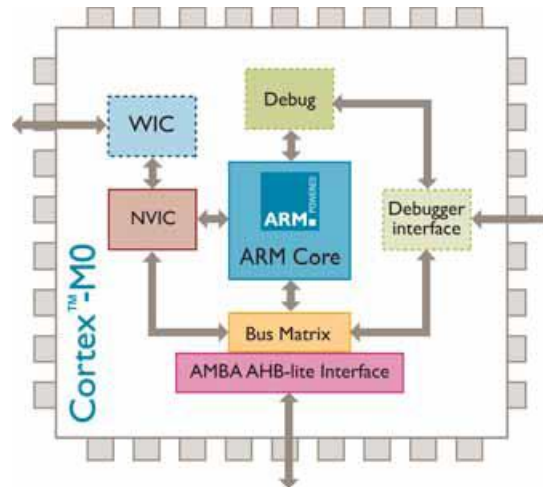 Debug
WIC
NVIC
ARM
POWERED
ARM Core
Debugger
interface
Bus Matrix
AMBA AHB-lite Interface
Cortex™-M0